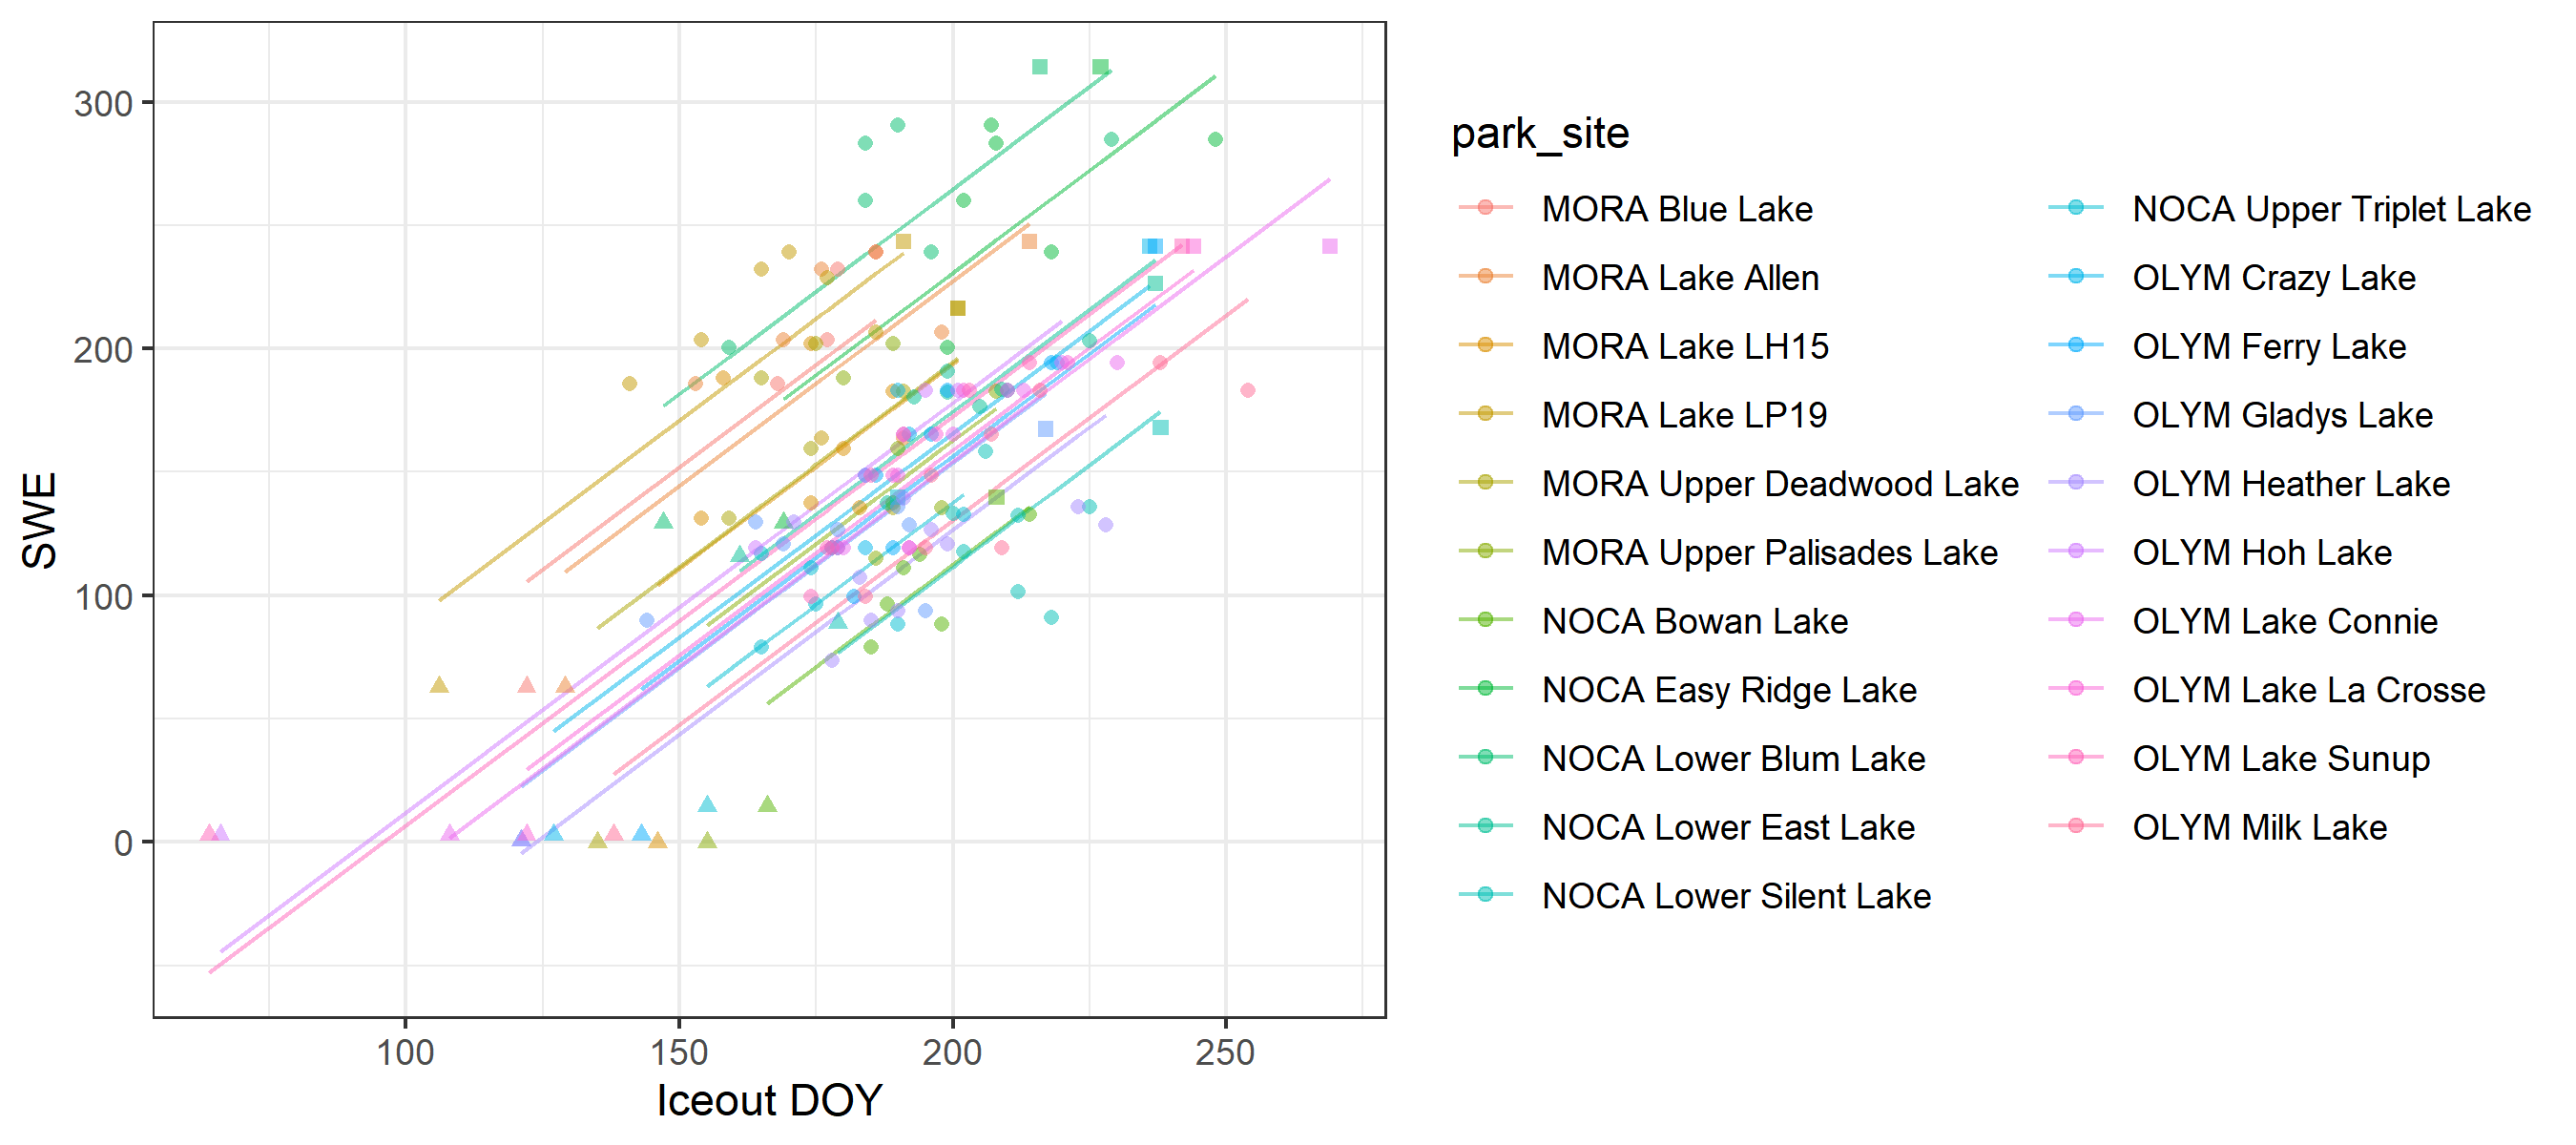 300
200
100
0
SWE
100
150
200
250
Iceout DOY
park_site
MORA Blue Lake
MORA Lake Allen
MORA Lake LH15
MORA Lake LP19
MORA Upper Deadwood Lake
MORA Upper Palisades Lake
NOCA Bowan Lake
NOCA Easy Ridge Lake
NOCA Lower Blum Lake
NOCA Lower East Lake
NOCA Lower Silent Lake
NOCA Upper Triplet Lake
OLYM Crazy Lake
OLYM Ferry Lake
OLYM Gladys Lake
OLYM Heather Lake
OLYM Hoh Lake
OLYM Lake Connie
OLYM Lake La Crosse
OLYM Lake Sunup
OLYM Milk Lake